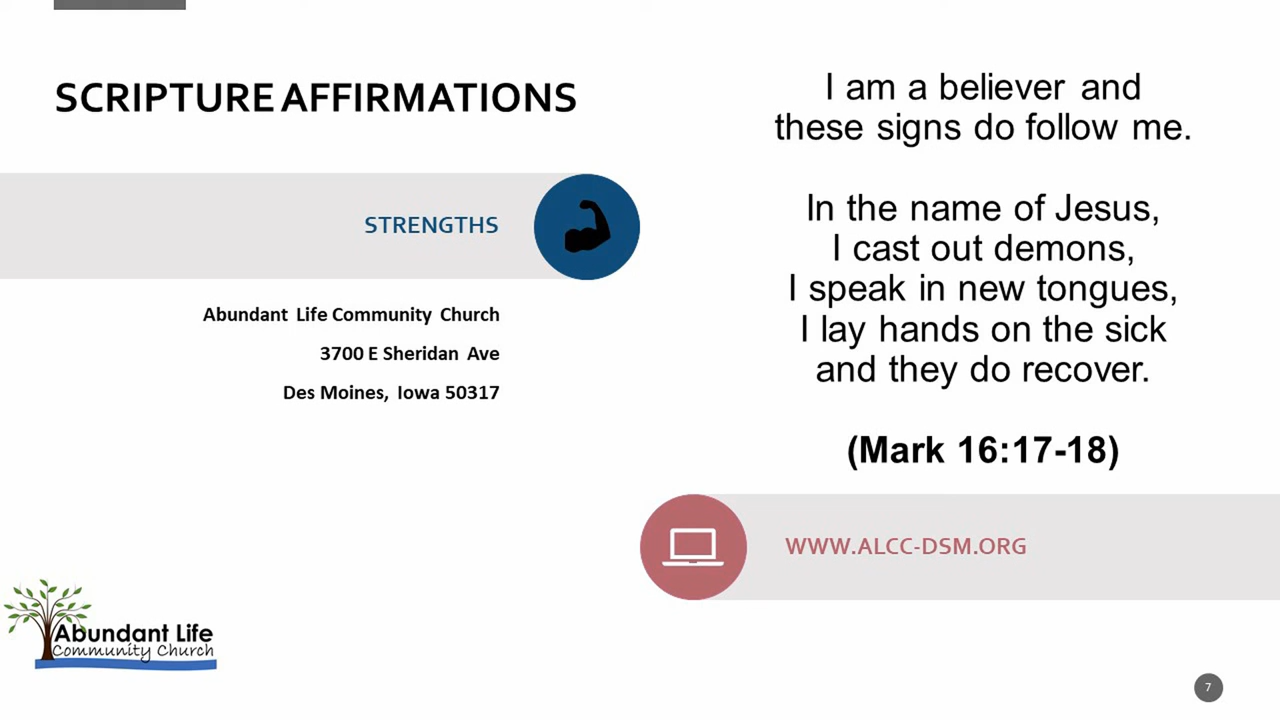 SCRIPTURE AFFIRMATIONS
STRENGTHS
Abundant Life Community Church
3700 E Sheridan Ave
Des Moines, Iowa 50317
I am a believer and
these signs do follow me.
In the name of Jesus,
I cast out demons,
I speak in new tongues,
I lay hands on the sick
and they do recover.
(Mark 16:17-18)
WWW.ALCC-DSM.ORG
Abundant Life
Community Church
7